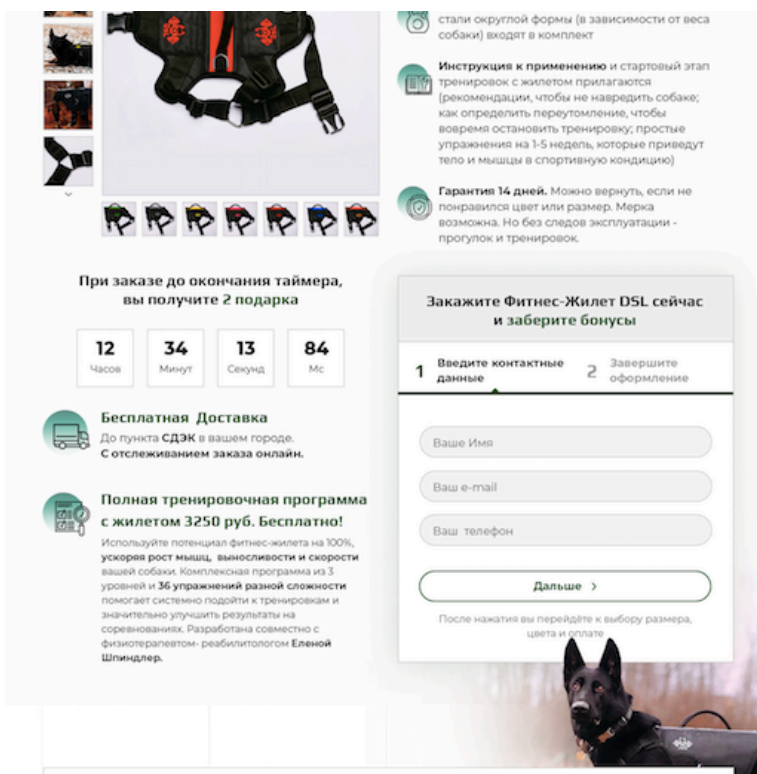 стали округлой формы (в зависимости от веса
собаки) входят в комплект
Инструкция к применению и стартовый этап
тренировок с жилетом прилагаются
(рекомендации, чтобы не навредить собаке;
как определить переутомление, чтобы
вовремя остановить тренировку; простые
упражнения на 1-5 недель, которые приведут
тело и мышцы в спортивную кондицию)
Гарантия 14 дней. Можно вернуть, если не
понравился цвет или размер. Мерка
возможна. Но без следов эксплуатации -
прогулок и тренировок.
При заказе до окончания таймера,
вы получите 2 подарка
12 34 13 84
Часов Минут Секунд Мс
Бесплатная Доставка
До пункта СДЭК в вашем городе.
С отслеживанием заказа онлайн.
Полная тренировочная программа
с жилетом 3250 руб. Бесплатно!
Используйте потенциал фитнес-жилета на 100%,
ускоряя рост мышц, выносливости и скорости
вашей собаки. Комплексная программа из 3
уровней и 36 упражнений разной сложности
помогает системно подойти к тренировкам и
значительно улучшить результаты на
соревнованиях. Разработана совместно с
физиотерапевтом- реабилитологом Еленой
Шпиндлер.
Закажите Фитнес-Жилет DSL сейчас
и заберите бонусы
1 Введите контактные
данные
2 Завершите
оформление
Ваше Имя
Ваш e-mail
Ваш телефон
Дальше >
После нажатия вы перейдёте к выбору размера,
цвета и оплате